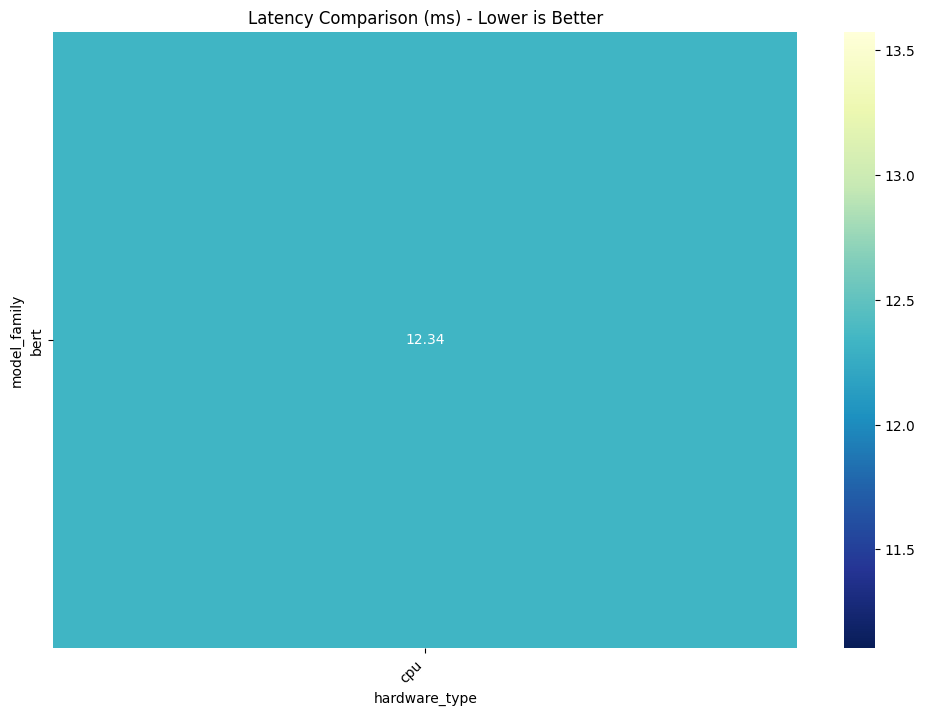 Latency Comparison (ms) - Lower is Better
model_family
bert
12.34
cpu
hardware_type
13.5
13.0
12.5
12.0
11.5